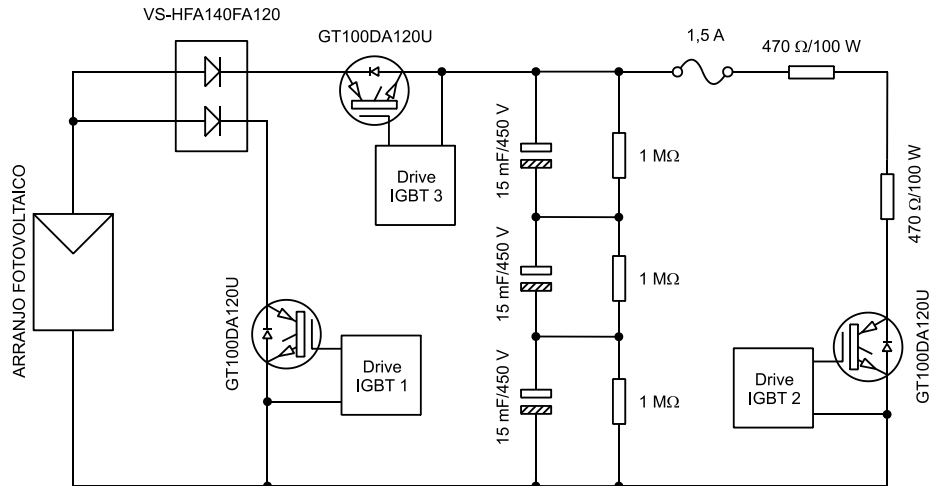 VS-HFA140FA120
GT100DA120U
1,5 A
470 Ω/100 W
Drive
IGBT 3
15 mF/450 V
1 MΩ
470 Ω/100 W
ARRANJO FOTOVOLTAICO
15 mF/450 V
1 MΩ
GT100DA120U
Drive
IGBT 1
15 mF/450 V
1 MΩ
Drive
IGBT 2
GT100DA120U